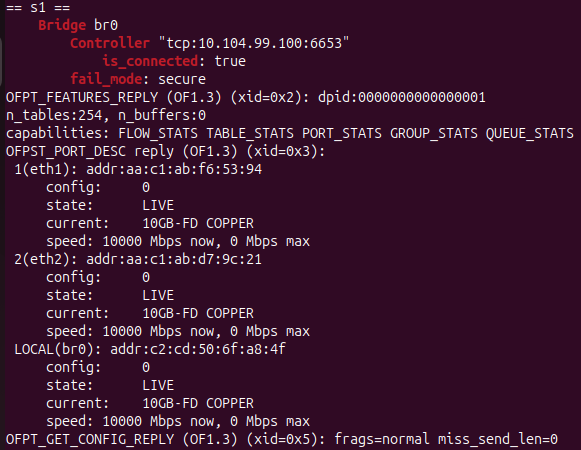 == s1 ==
    Bridge br0
        Controller "tcp:10.104.99.100:6653"
            is_connected: true
        fail_mode: secure
OFPT_FEATURES_REPLY (OF1.3) (xid=0x2): dpid:0000000000000001
n_tables:254, n_buffers:0
capabilities: FLOW_STATS TABLE_STATS PORT_STATS GROUP_STATS QUEUE_STATS
OFPST_PORT_DESC reply (OF1.3) (xid=0x3):
 1(eth1): addr:aa:c1:ab:f6:53:94
     config:     0
     state:      LIVE
     current:    10GB-FD COPPER
     speed: 10000 Mbps now, 0 Mbps max
 2(eth2): addr:aa:c1:ab:d7:9c:21
     config:     0
     state:      LIVE
     current:    10GB-FD COPPER
     speed: 10000 Mbps now, 0 Mbps max
 LOCAL(br0): addr:c2:cd:50:6f:a8:4f
     config:     0
     state:      LIVE
     current:    10GB-FD COPPER
     speed: 10000 Mbps now, 0 Mbps max
OFPT_GET_CONFIG_REPLY (OF1.3) (xid=0x5): frags=normal miss_send_len=0